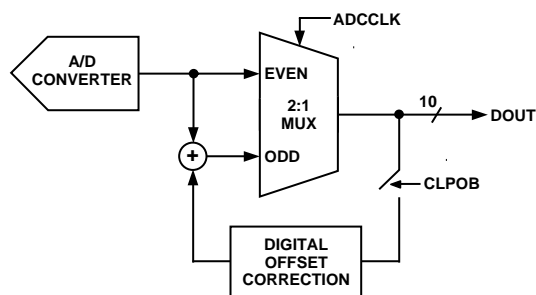 ADCCLK
A/D
CONVERTER
EVEN
2:1
MUX
ODD
+
10
DOUT
CLPOB
DIGITAL
OFFSET
CORRECTION